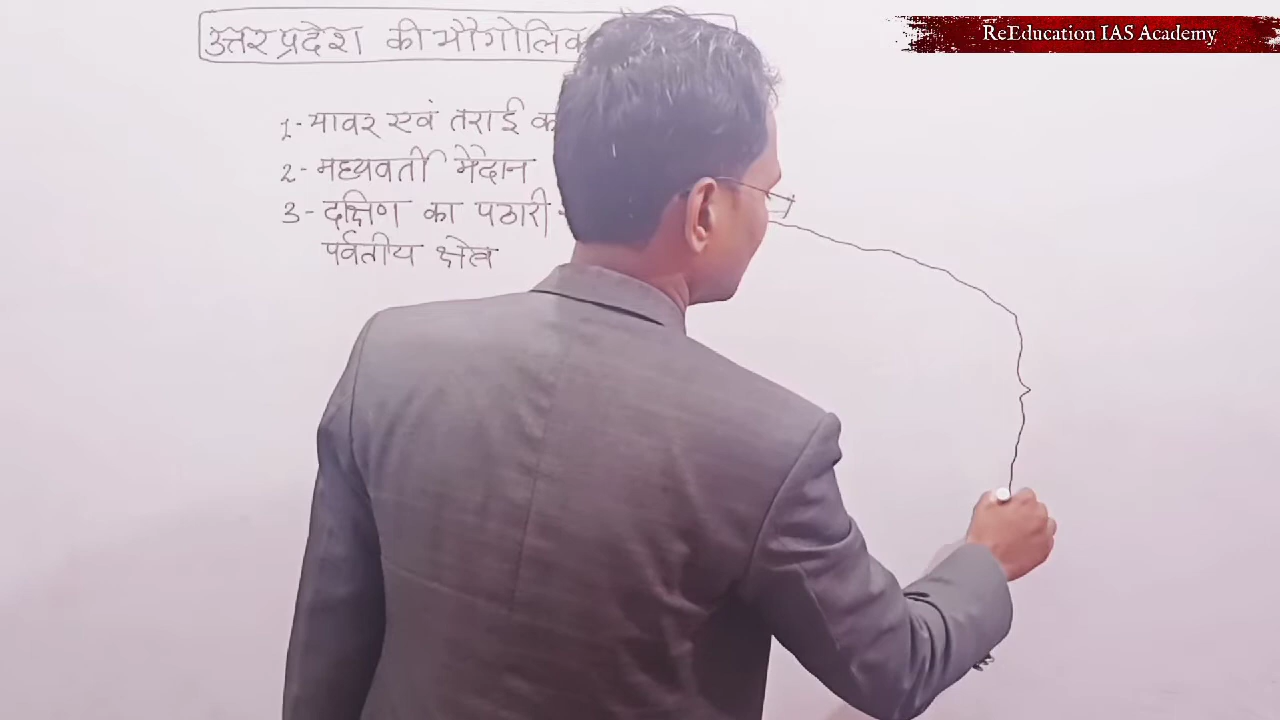 ReEducation IAS Academy
उत्तर प्रदेश की भौगोलिक
1- भावर एवं तराई
2- मध्यवर्ती मैदान
3- दक्षिण का पठारी -
पर्वतीय क्षेत्र